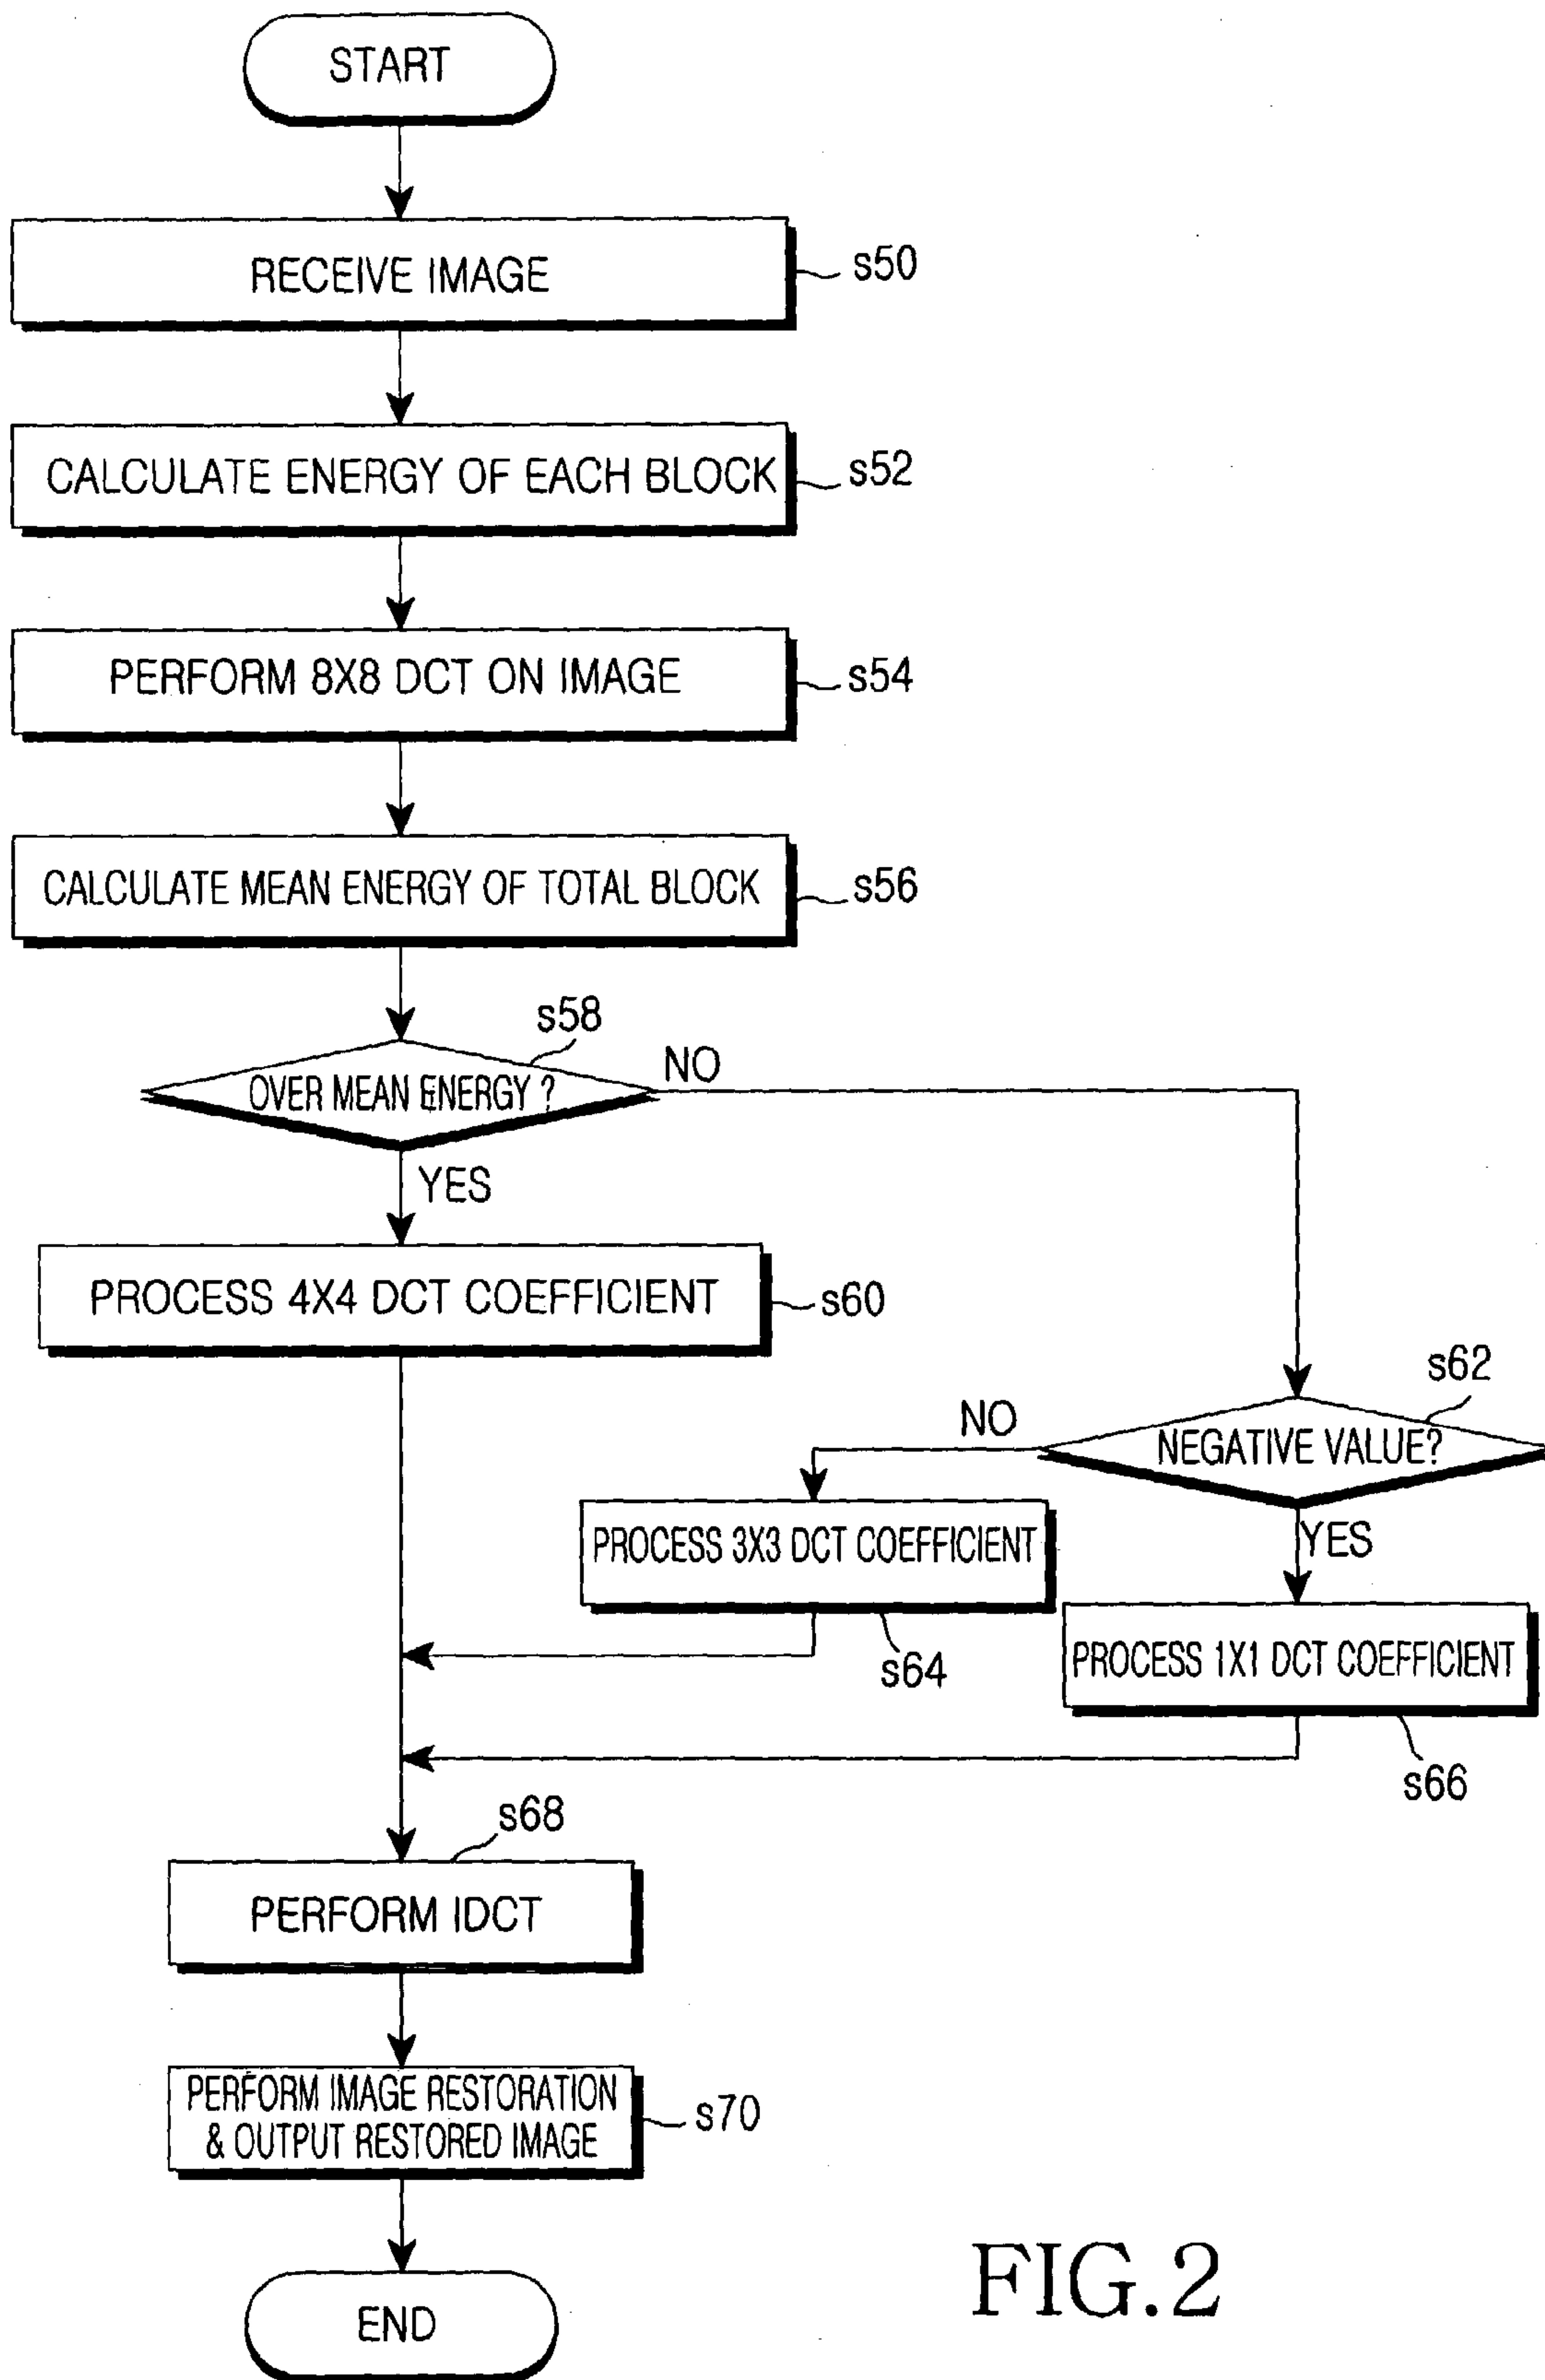 START
RECEIVE IMAGE
s50
CALCULATE ENERGY OF EACH BLOCK
s52
PERFORM 8X8 DCT ON IMAGE
s54
CALCULATE MEAN ENERGY OF TOTAL BLOCK
s56
s58
OVER MEAN ENERGY ?
NO
YES
PROCESS 4X4 DCT COEFFICIENT
s60
s62
NEGATIVE VALUE?
NO
YES
PROCESS 3X3 DCT COEFFICIENT
s64
PROCESS 1X1 DCT COEFFICIENT
s66
s68
PERFORM IDCT
PERFORM IMAGE RESTORATION
& OUTPUT RESTORED IMAGE
s70
END
FIG.2